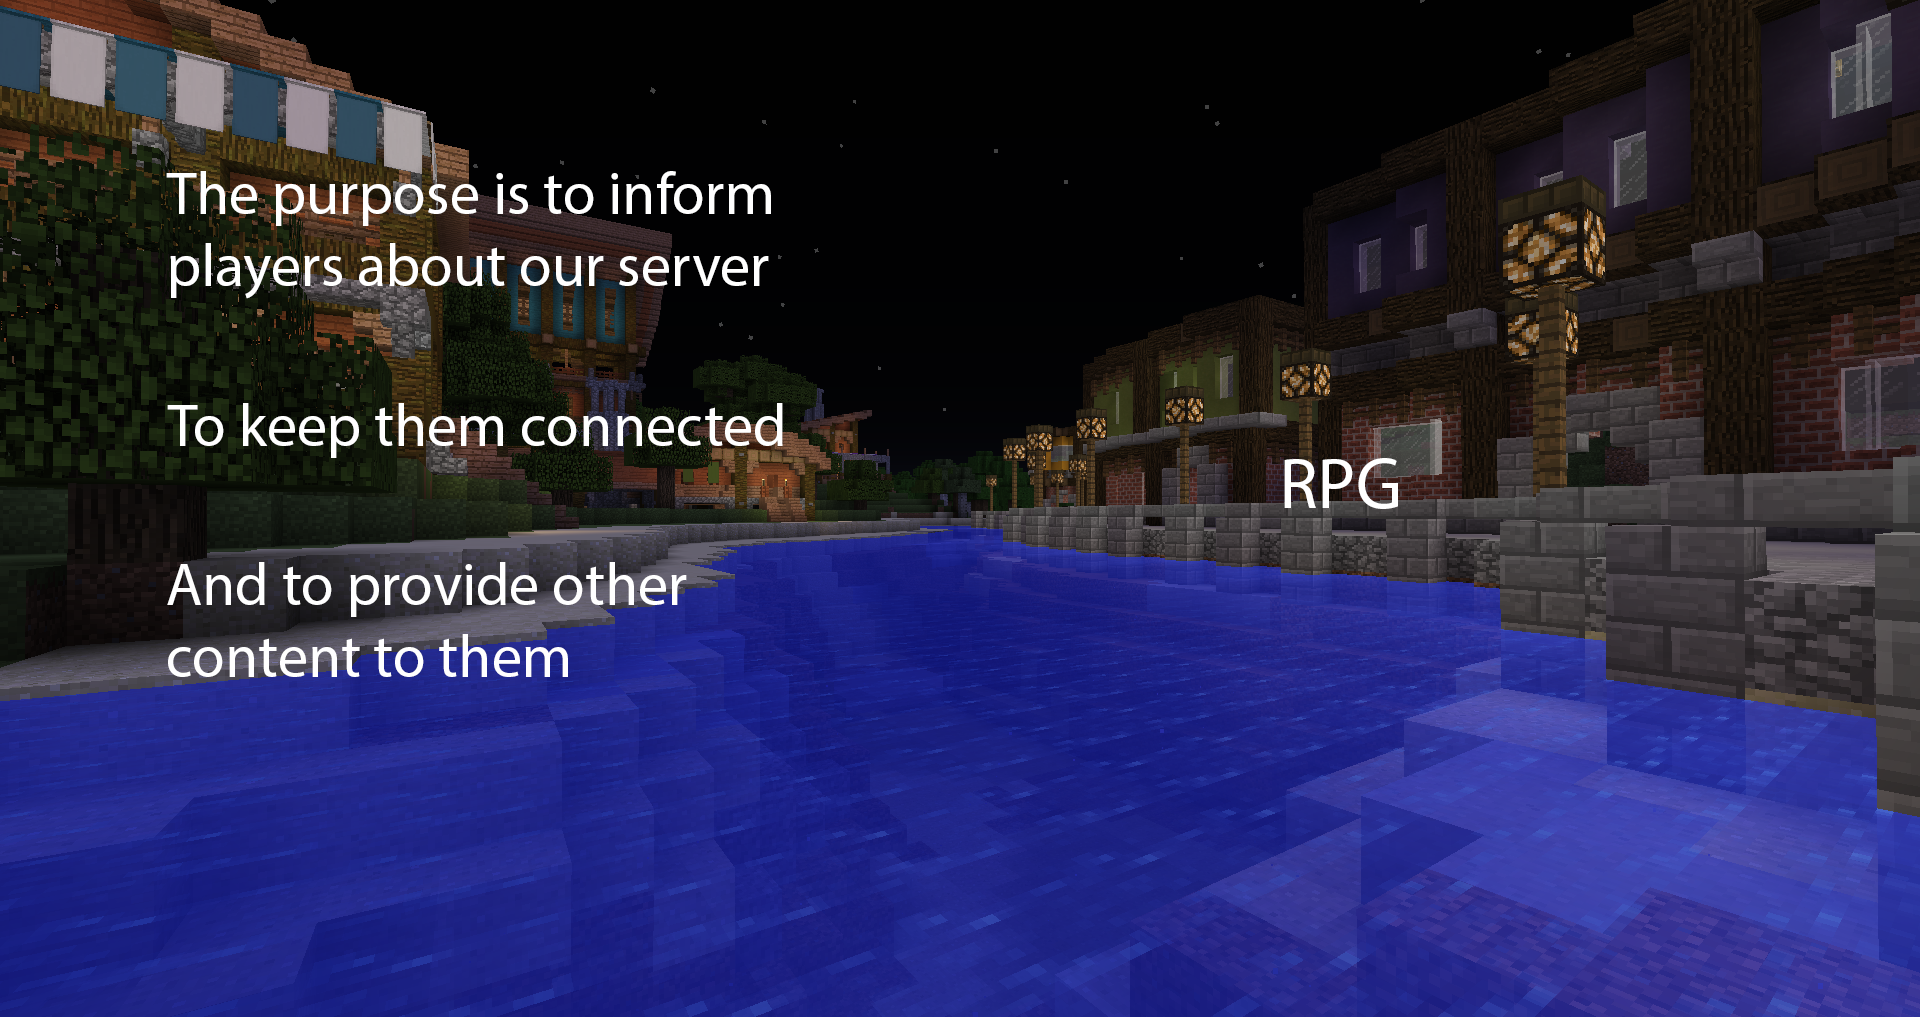 The purpose is to inform
players about our server
To keep them connected
RPG
And to provide other
content to them